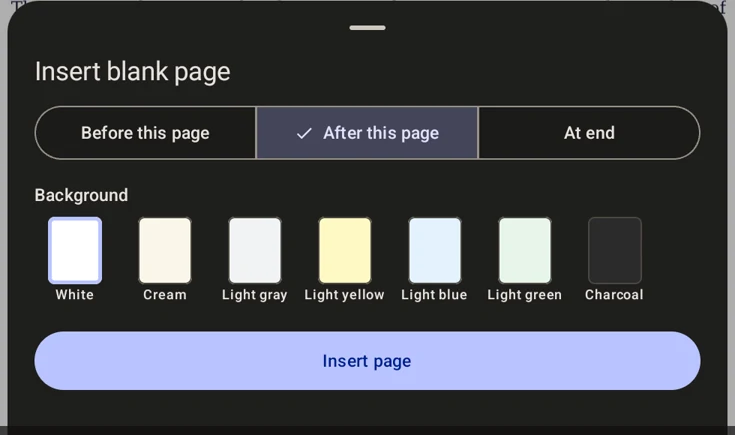 Insert blank page
Before this page
After this page
At end
Background
White
Cream
Light gray
Light yellow
Light blue
Light green
Charcoal
Insert page